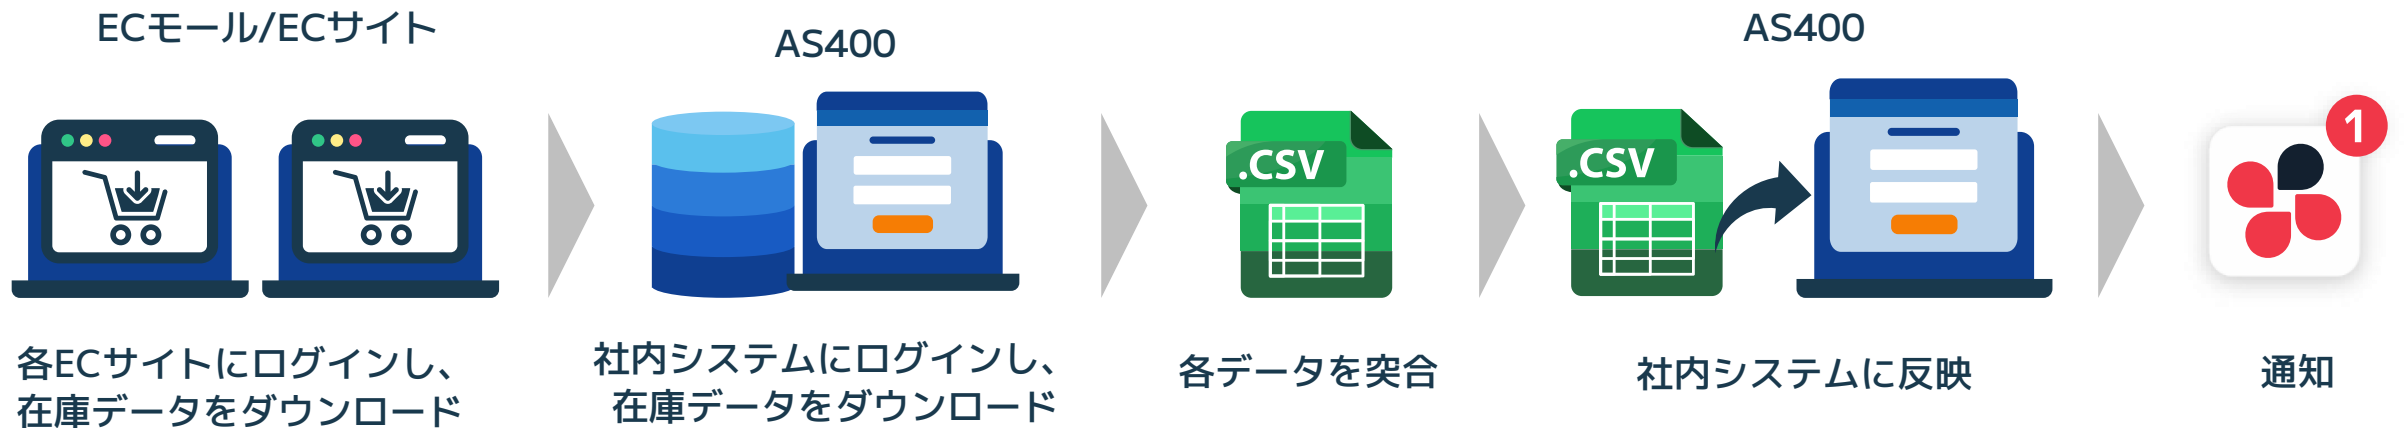 ECモール/ECサイト
各ECサイトにログインし、
在庫データをダウンロード
AS400
社内システムにログインし、
在庫データをダウンロード
.CSV
各データを突合
AS400
.CSV
社内システムに反映
1
通知